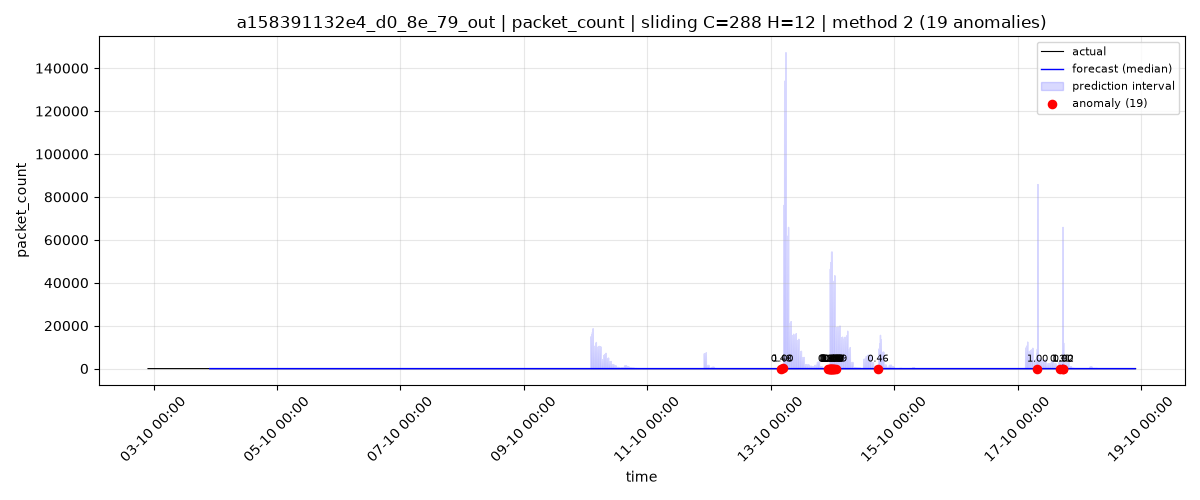 a158391132e4_d0_8e_79_out | packet_count | sliding C=288 H=12 | method 2 (19 anomalies)
actual
forecast (median)
prediction interval
anomaly (19)
packet_count
140000
120000
100000
80000
60000
40000
20000
0
0.46
1.00
03-10 00:00
05-10 00:00
07-10 00:00
09-10 00:00
11-10 00:00
13-10 00:00
15-10 00:00
17-10 00:00
19-10 00:00
time